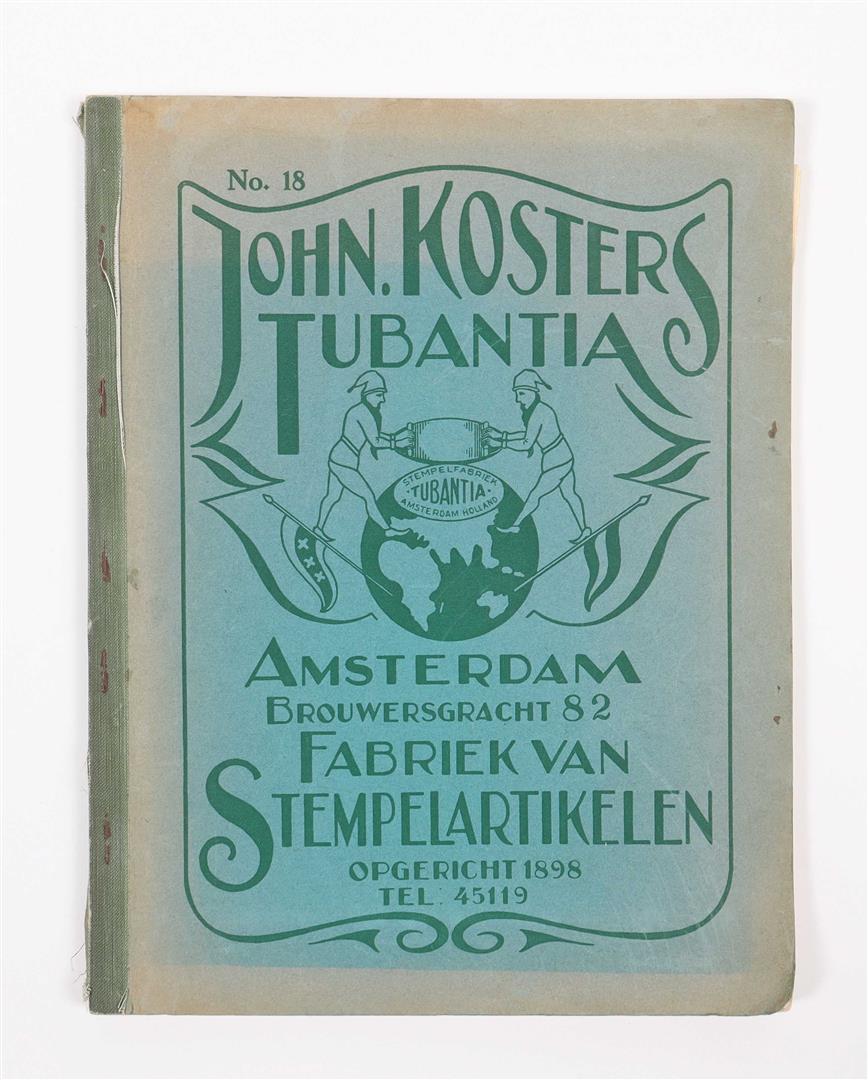 No. 18
JOHN. KOSTERS
TUBANTIA
STEMPELFABRIEK
·TUBANTIA·
AMSTERDAM HOLLAND
AMSTERDAM
BROUWERSGRACHT 82
FABRIEK VAN
STEMPELARTIKELEN
OPGERICHT 1898
TEL: 45119